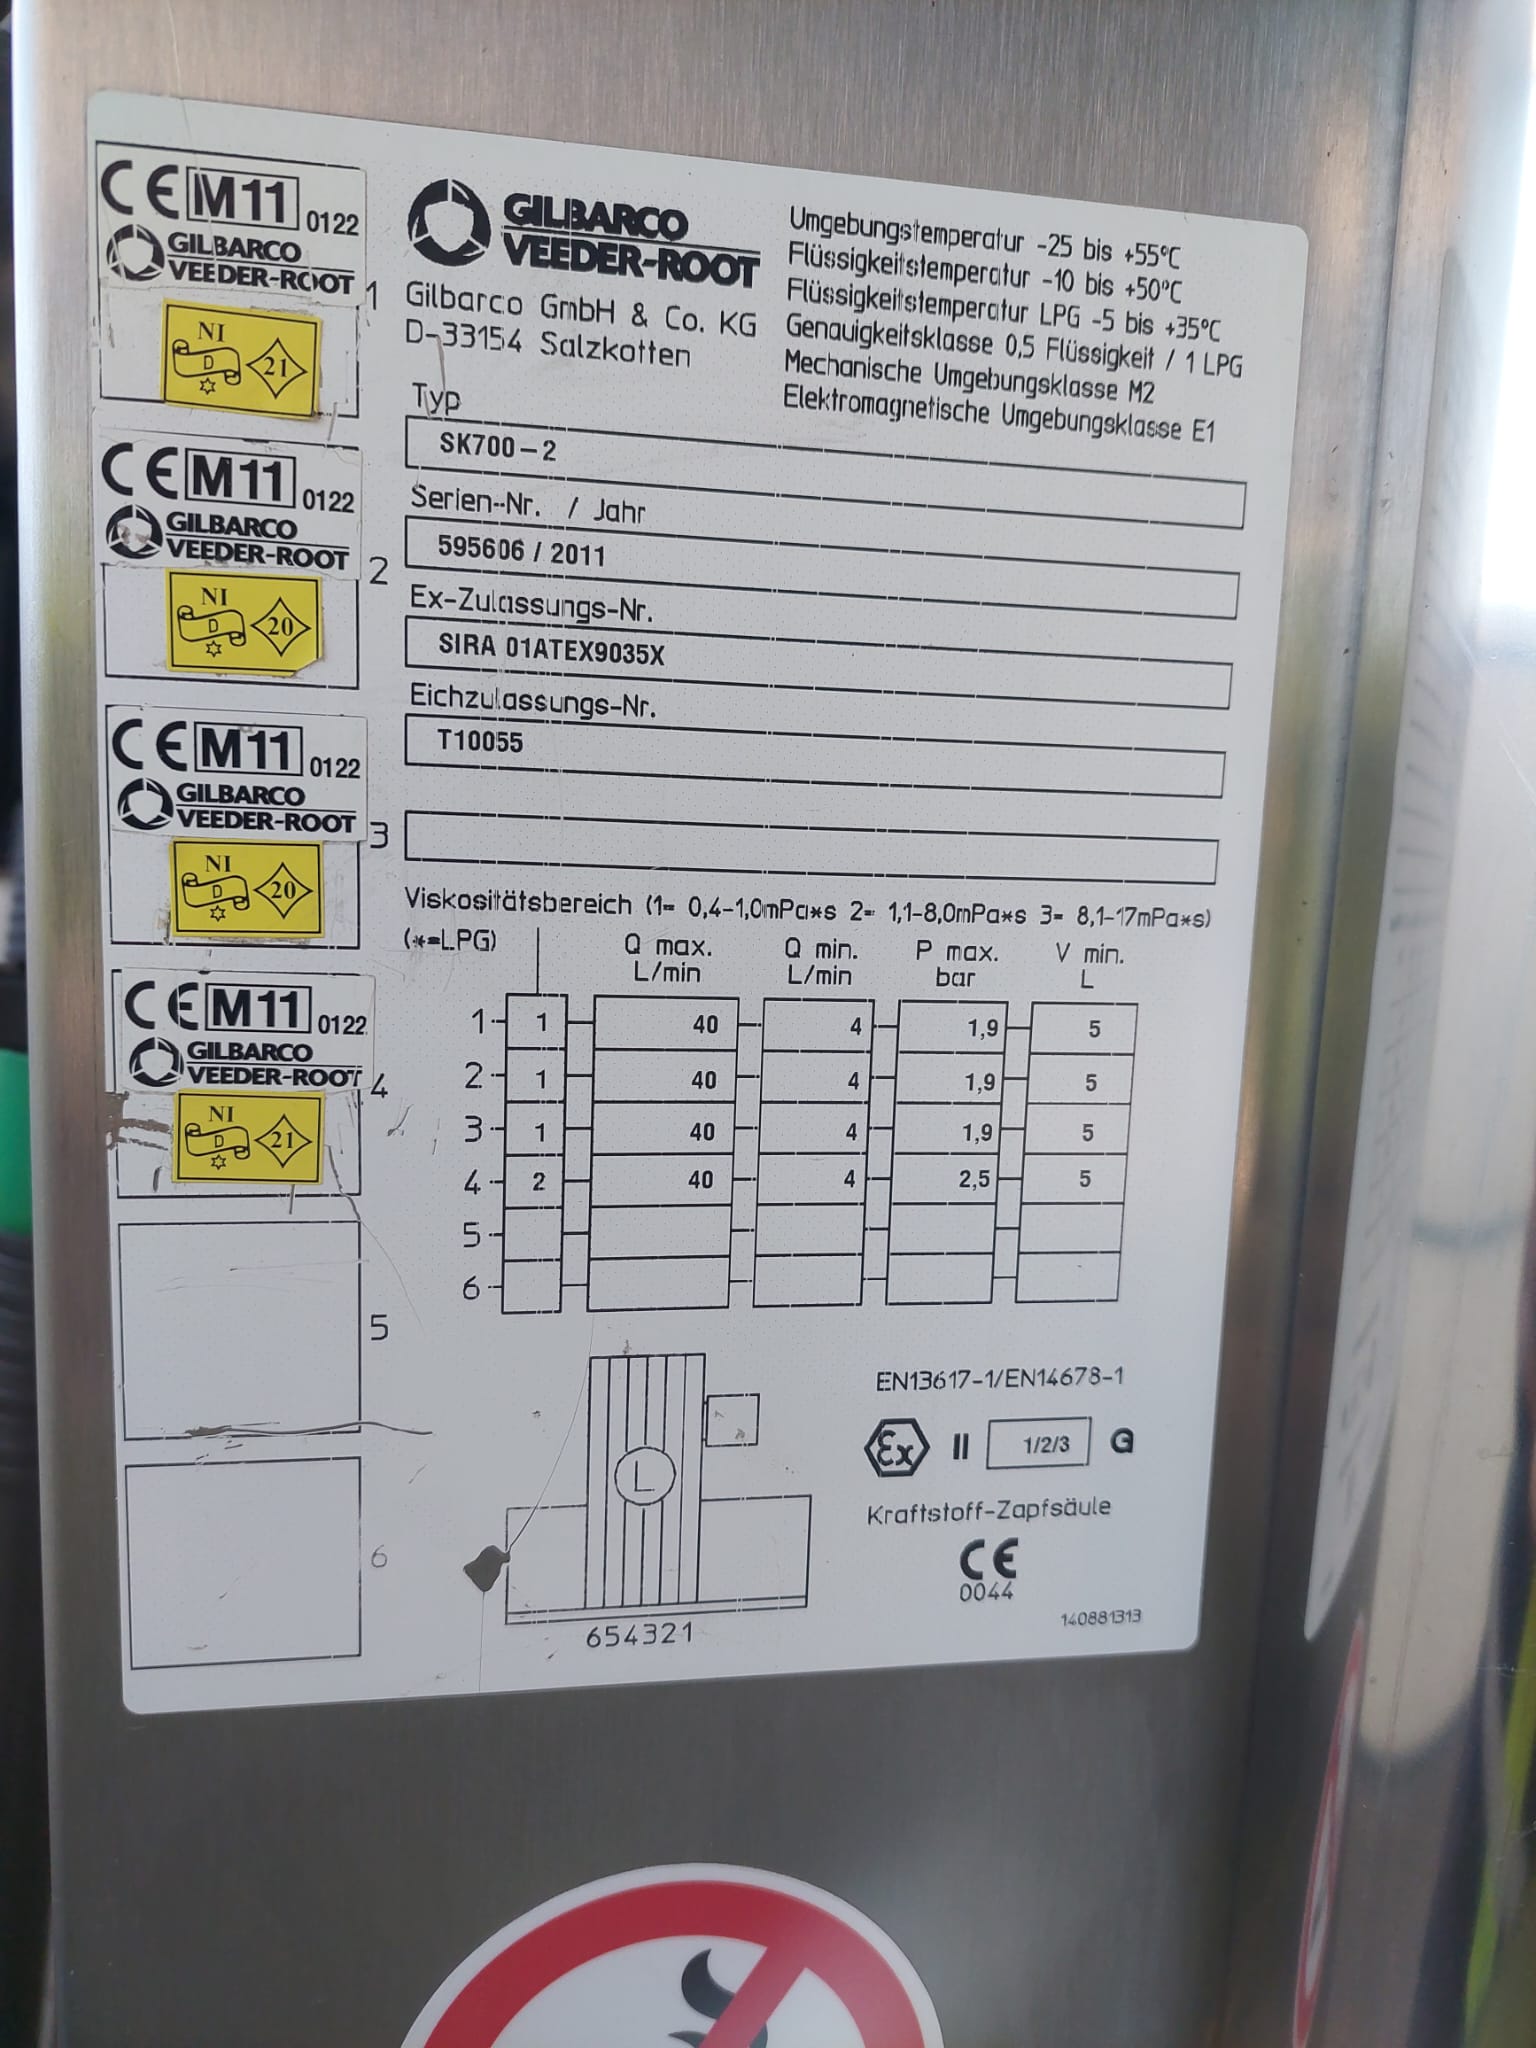 CE M11 0122
GILBARCO
VEEDER-ROOT
1
NI
D
21
CE M11 0122
GILBARCO
VEEDER-ROOT
2
NI
D
20
CE M11 0122
GILBARCO
VEEDER-ROOT
3
NI
D
20
CE M11 0122
GILBARCO
VEEDER-ROOT
4
NI
D
21
5
6
GILBARCO
VEEDER-ROOT
Gilbarco GmbH & Co. KG
D-33154 Salzkotten
Umgebungstemperatur -25 bis +55°C
Flüssigkeitstemperatur -10 bis +50°C
Flüssigkeitstemperatur LPG -5 bis +35°C
Genauigkeitsklasse 0,5 Flüssigkeit / 1 LPG
Mechanische Umgebungsklasse M2
Elektromagnetische Umgebungsklasse E1
Typ
SK700-2
Serien-Nr. / Jahr
595606 / 2011
Ex-Zulassungs-Nr.
SIRA 01ATEX9035X
Eichzulassungs-Nr.
T10055
Viskositätsbereich (1= 0,4-1,0mPa*s 2= 1,1-8,0mPa*s 3= 8,1-17mPa*s)
(*=LPG) Q max. Q min. P max. V min.
L/min L/min bar L
1 1 40 4 1,9 5
2 1 40 4 1,9 5
3 1 40 4 1,9 5
4 2 40 4 2,5 5
5
6
L
654321
EN13617-1/EN14678-1
Ex II 1/2/3 G
Kraftstoff-Zapfsäule
CE
0044
140881313